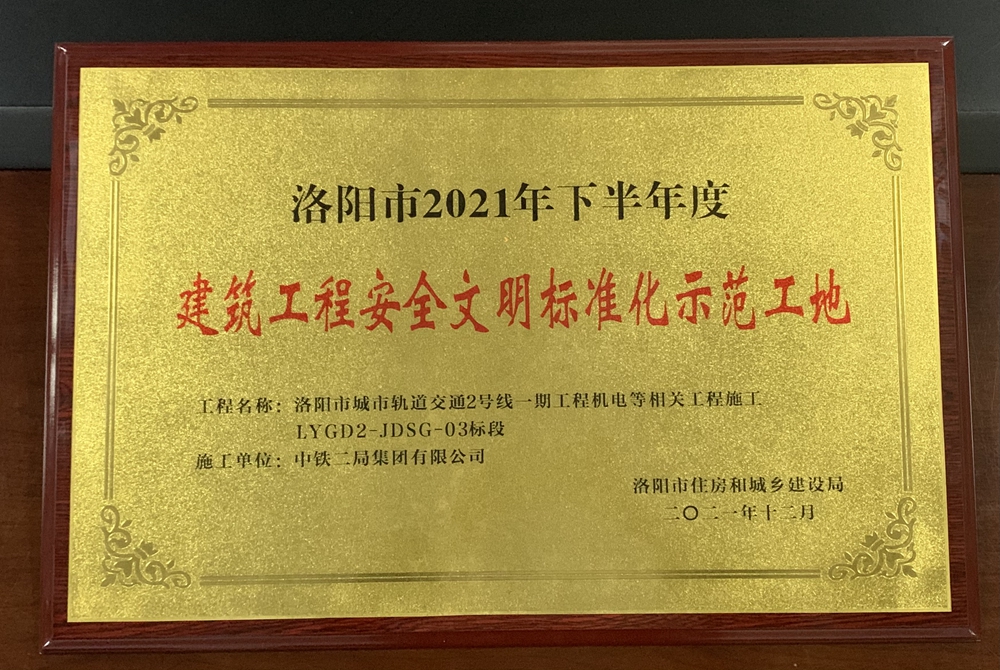 洛阳市2021年下半年度
建筑工程安全文明标准化示范工地
工程名称：洛阳市城市轨道交通2号线一期工程机电等相关工程施工
LYGD2-JDSG-03标段
施工单位：中铁二局集团有限公司
洛阳市住房和城乡建设局
二〇二一年十二月